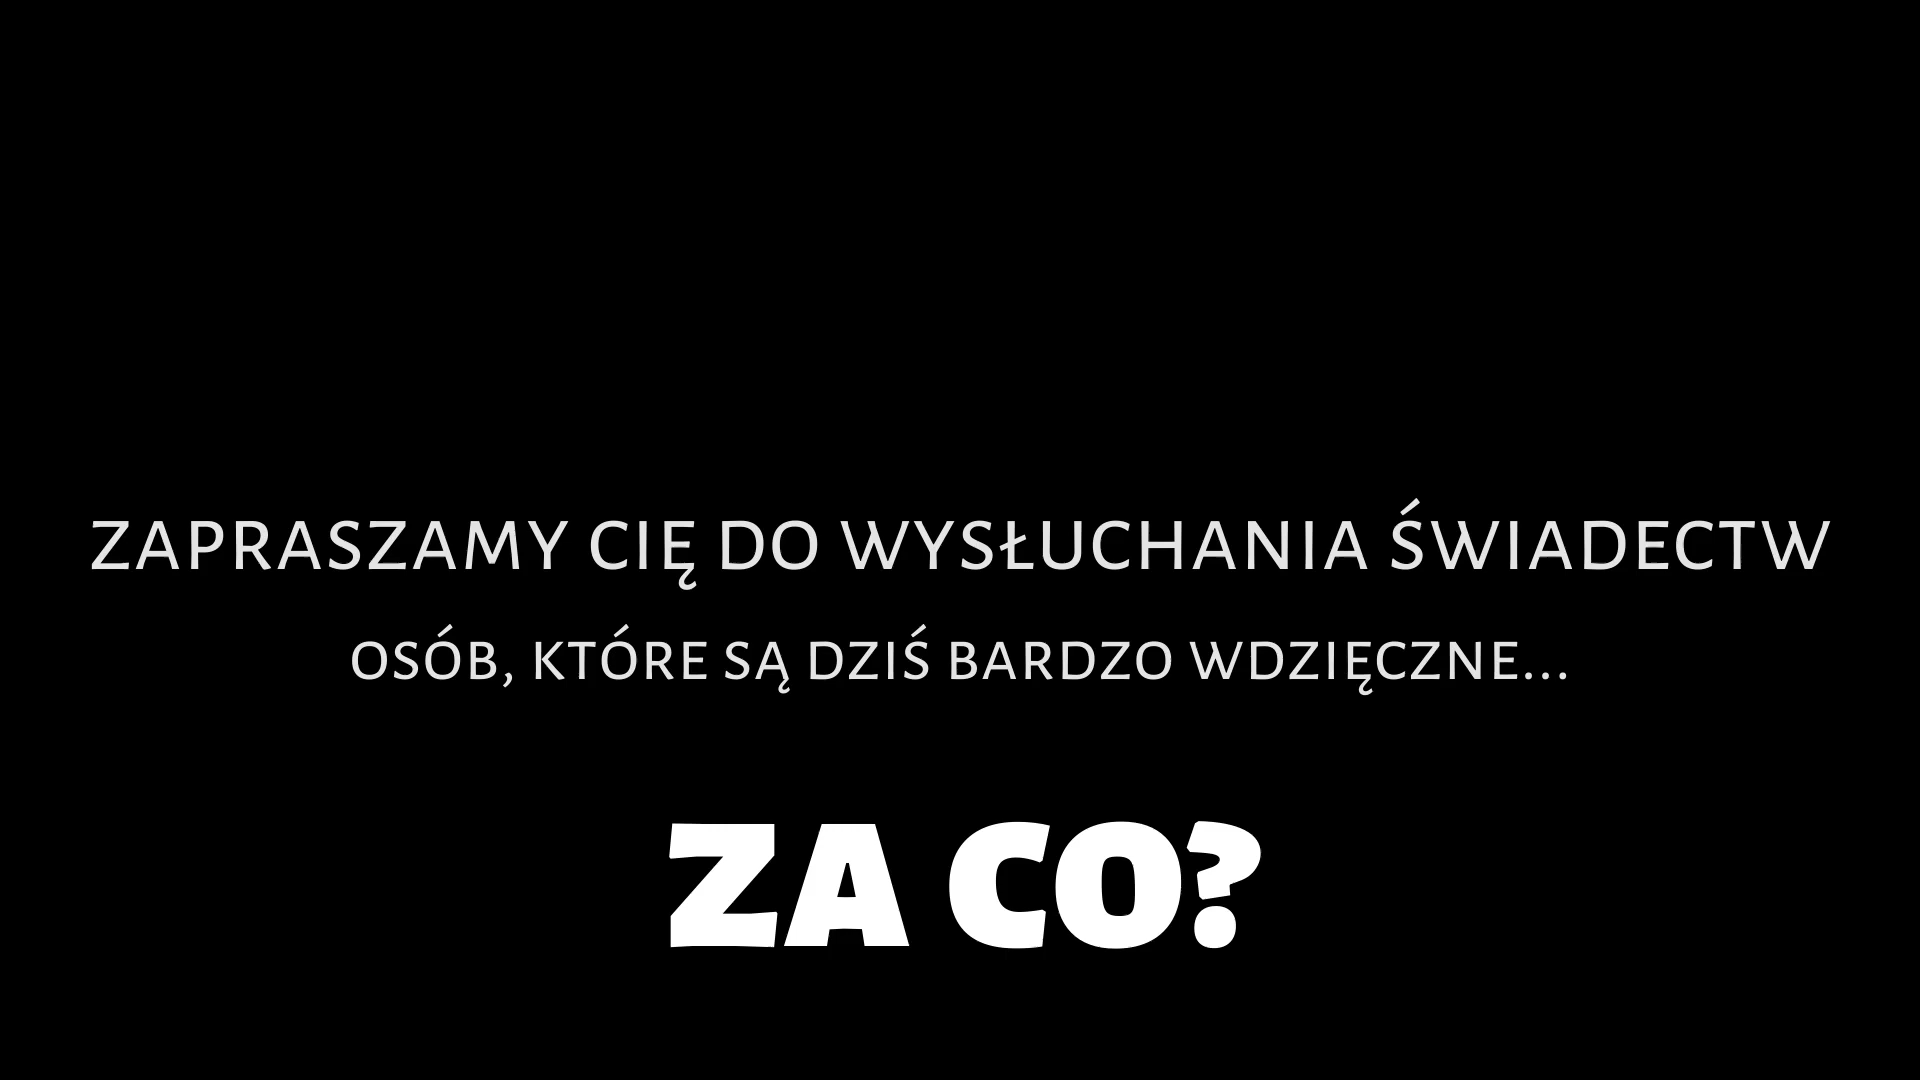 ZAPRASZAMY CIĘ DO WYSŁUCHANIA ŚWIADECTW
OSÓB, KTÓRE SĄ DZIŚ BARDZO WDZIĘCZNE...
ZA CO?